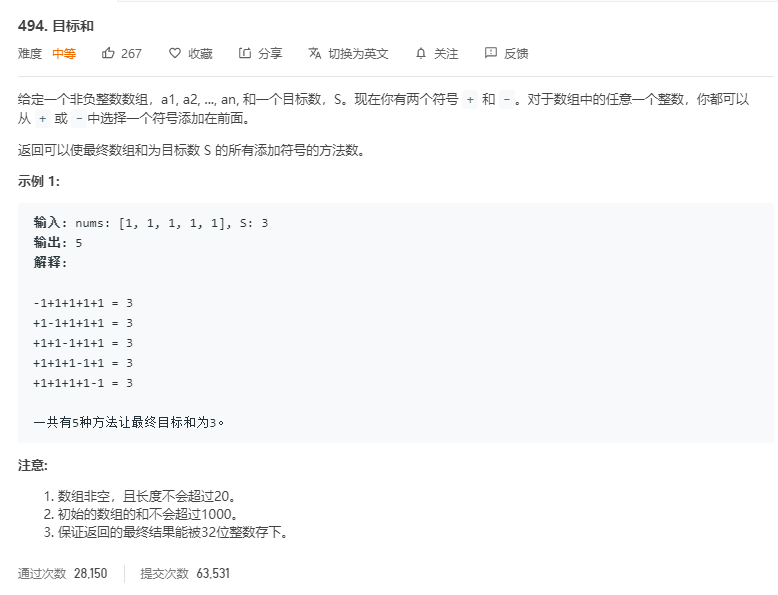 494. 目标和
难度 中等 267 收藏 分享 切换为英文 关注 反馈
给定一个非负整数数组，a1, a2, ..., an, 和一个目标数，S。现在你有两个符号 + 和 -。对于数组中的任意一个整数，你都可以
从 + 或 -中选择一个符号添加在前面。
返回可以使最终数组和为目标数 S 的所有添加符号的方法数。
示例 1:
输入: nums: [1, 1, 1, 1, 1], S: 3
输出: 5
解释:
-1+1+1+1+1 = 3
+1-1+1+1+1 = 3
+1+1-1+1+1 = 3
+1+1+1-1+1 = 3
+1+1+1+1-1 = 3
一共有5种方法让最终目标和为3。
注意:
1. 数组非空，且长度不会超过20。
2. 初始的数组的和不会超过1000。
3. 保证返回的最终结果能被32位整数存下。
通过次数 28,150 提交次数 63,531